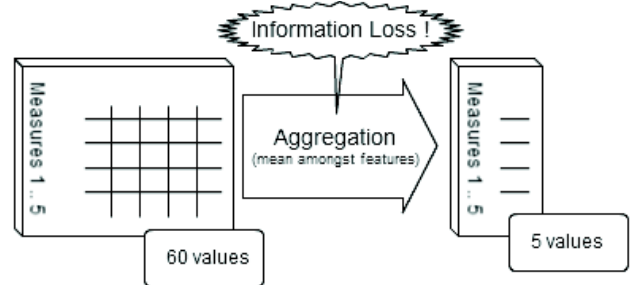 Information Loss !
Measures 1 .. 5
Aggregation
(mean amongst features)
Measures 1 .. 5
60 values
5 values